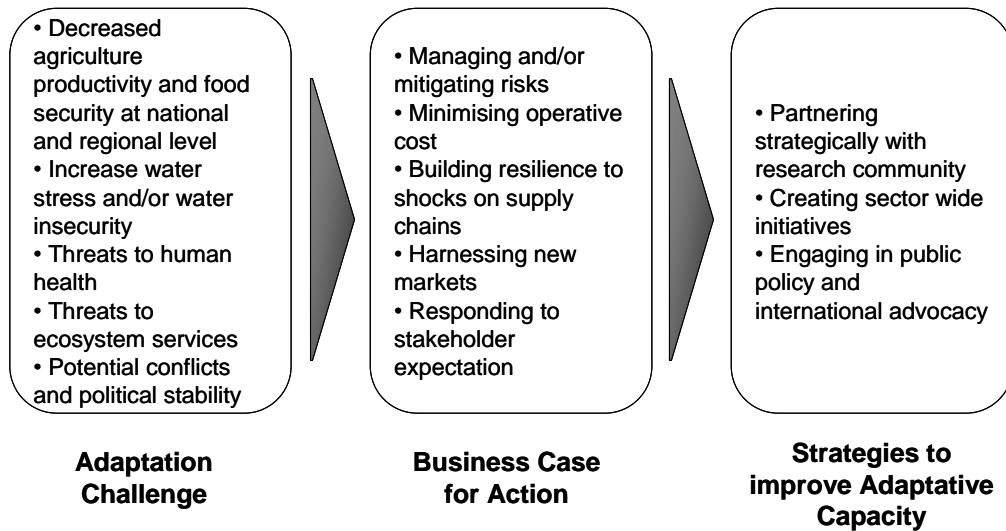 • Decreased
agriculture
productivity and food
security at national
and regional level
• Increase water
stress and/or water
insecurity
• Threats to human
health
• Threats to
ecosystem services
• Potential conflicts
and political stability
Adaptation
Challenge
• Managing and/or
mitigating risks
• Minimising operative
cost
• Building resilience to
shocks on supply
chains
• Harnessing new
markets
• Responding to
stakeholder
expectation
Business Case
for Action
• Partnering
strategically with
research community
• Creating sector wide
initiatives
• Engaging in public
policy and
international advocacy
Strategies to
improve Adaptative
Capacity